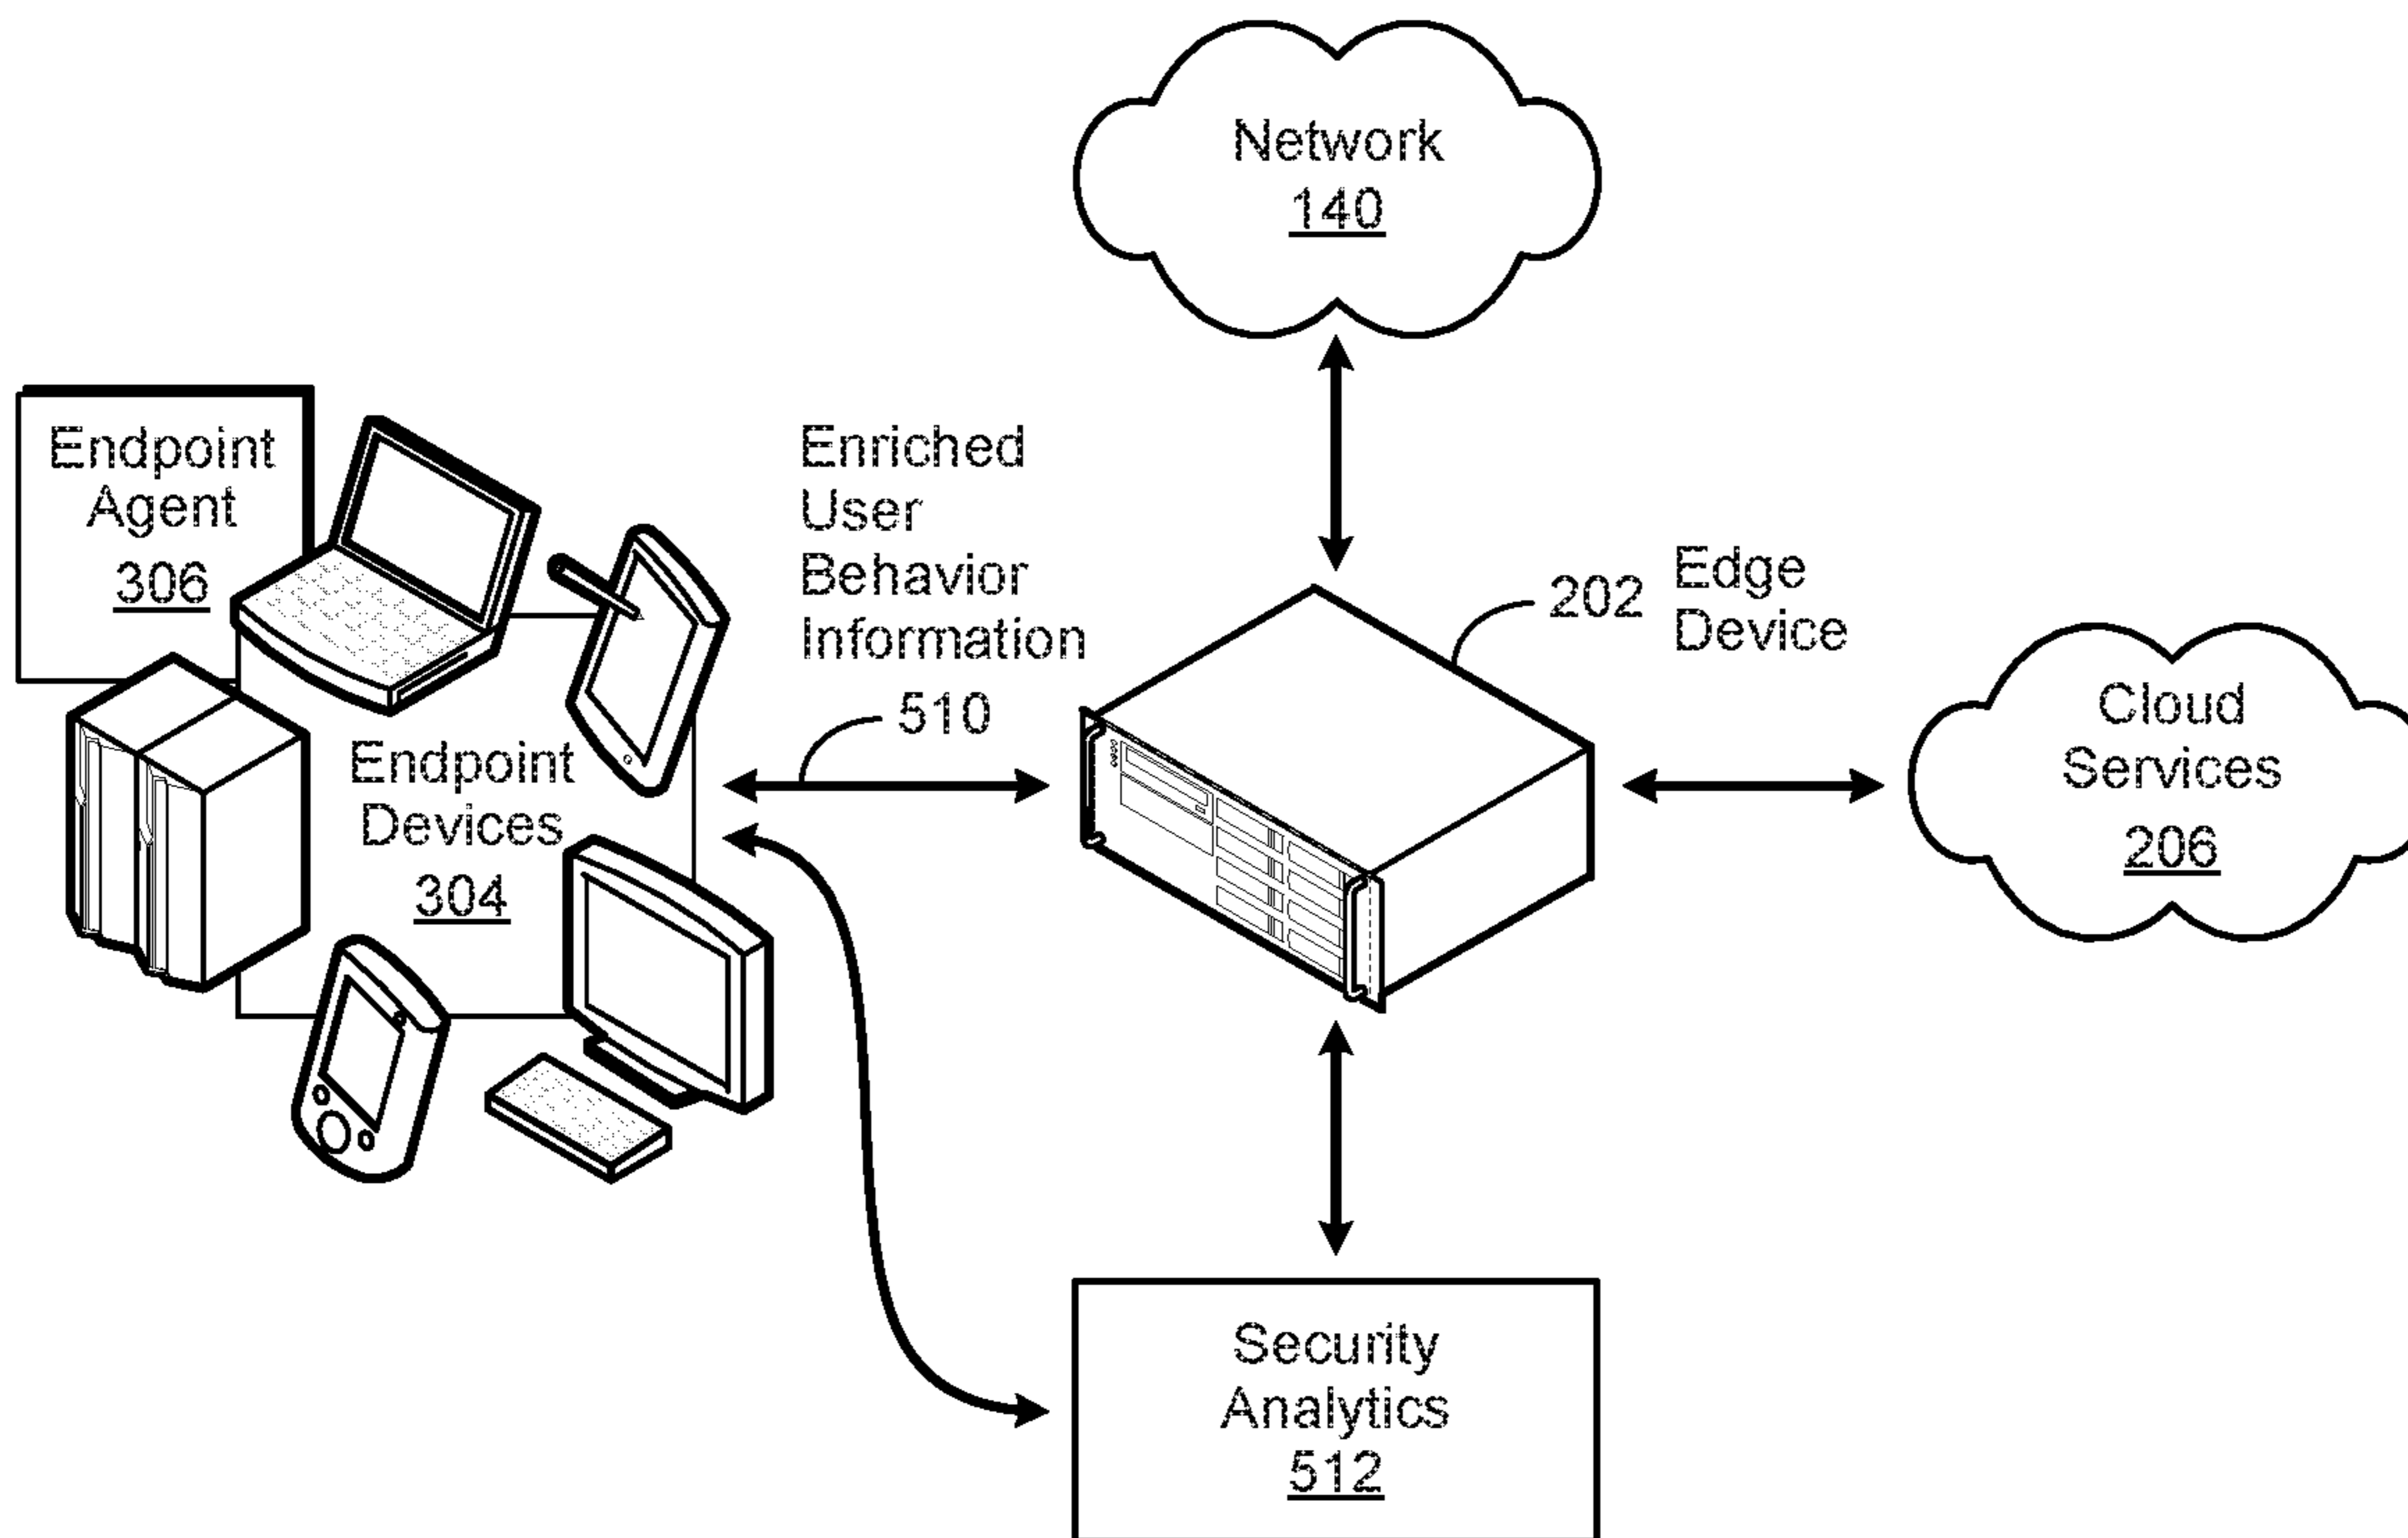 Network
140
Endpoint
Agent
306
Enriched
User
Behavior
Information
510
202
Edge
Device
Cloud
Services
206
Endpoint
Devices
304
Security
Analytics
512